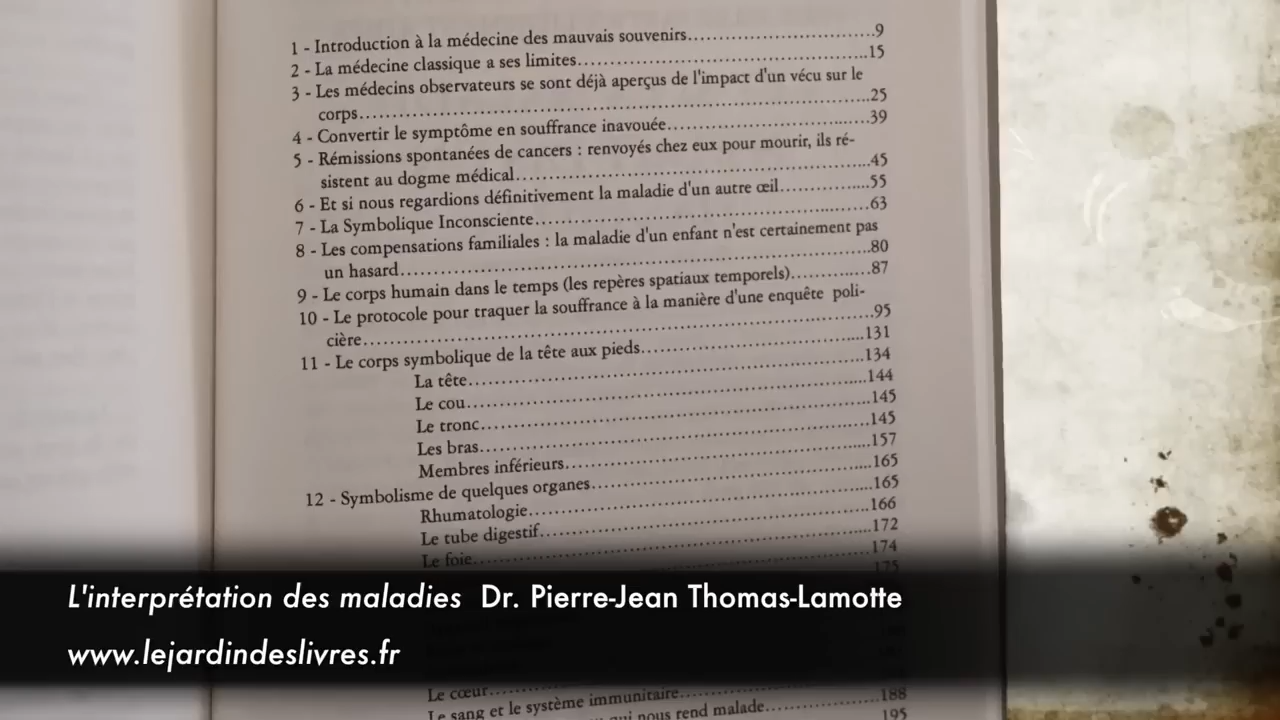 1 - Introduction à la médecine des mauvais souvenirs..............................9
2 - La médecine classique a ses limites..............................15
3 - Les médecins observateurs se sont déjà aperçus de l'impact d'un vécu sur le
corps..............................25
4 - Convertir le symptôme en souffrance inavouée..............................39
5 - Rémissions spontanées de cancers : renvoyés chez eux pour mourir, ils ré-
sistent au dogme médical..............................45
6 - Et si nous regardions définitivement la maladie d'un autre œil..............55
7 - La Symbolique Inconsciente..............................63
8 - Les compensations familiales : la maladie d'un enfant n'est certainement pas
un hasard..............................80
9 - Le corps humain dans le temps (les repères spatiaux temporels)..............87
10 - Le protocole pour traquer la souffrance à la manière d'une enquête poli-
cière..............................95
11 - Le corps symbolique de la tête aux pieds..............................131
La tête..............................134
Le cou..............................144
Le tronc..............................145
Les bras..............................145
Membres inférieurs..............................157
12 - Symbolisme de quelques organes..............................165
Rhumatologie..............................165
Le tube digestif..............................166
Le foie..............................172
174
175
L'interprétation des maladies Dr. Pierre-Jean Thomas-Lamotte
www.lejardindeslivres.fr
Le cœur..............................
Le sang et le système immunitaire..............................188
qui nous rend malade..............................195